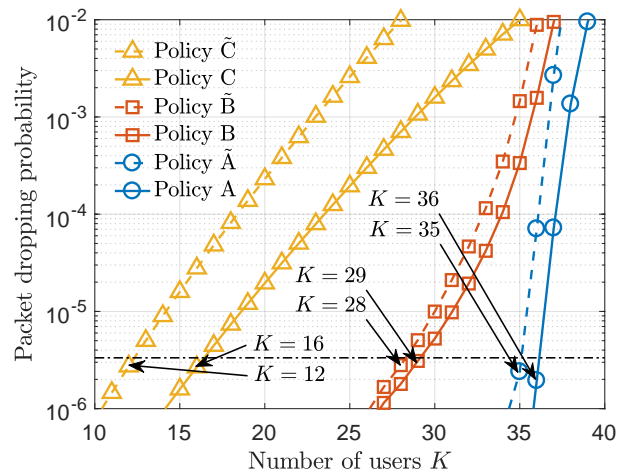 Packet dropping probability
10^{-2}
10^{-3}
10^{-4}
10^{-5}
10^{-6}
Policy C̃
Policy C
Policy B̃
Policy B
Policy Ã
Policy A
K = 36
K = 35
K = 29
K = 28
K = 16
K = 12
10 15 20 25 30 35 40
Number of users K